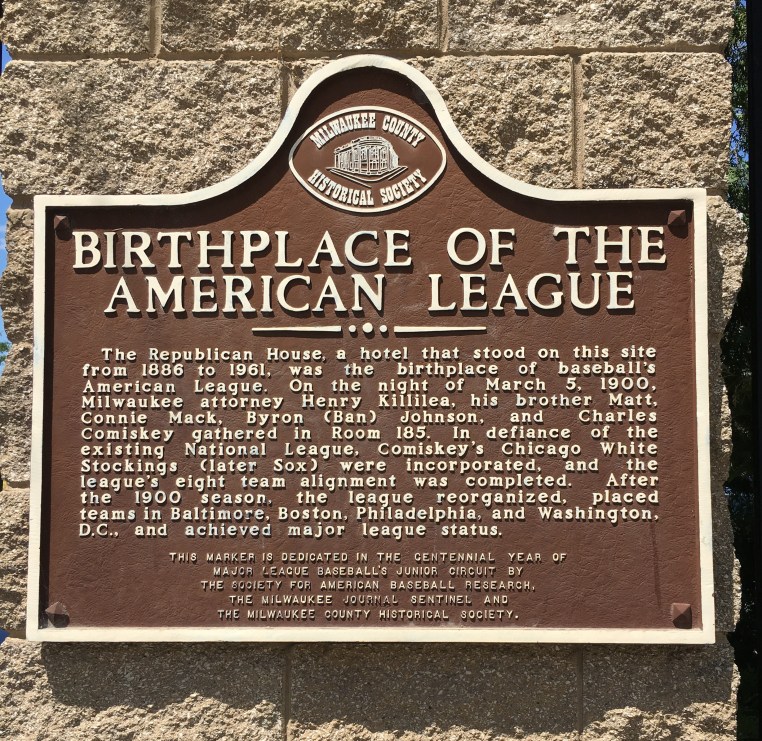 MILWAUKEE COUNTY
HISTORICAL SOCIETY
BIRTHPLACE OF THE
AMERICAN LEAGUE
The Republican House, a hotel that stood on this site
from 1886 to 1961, was the birthplace of baseball's
American League. On the night of March 5, 1900,
Milwaukee attorney Henry Killilea, his brother Matt,
Connie Mack, Byron (Ban) Johnson, and Charles
Comiskey gathered in Room 185. In defiance of the
existing National League, Comiskey's Chicago White
Stockings (later Sox) were incorporated, and the
league's eight team alignment was completed. After
the 1900 season, the league reorganized, placed
teams in Baltimore, Boston, Philadelphia, and Washington,
D.C., and achieved major league status.
THIS MARKER IS DEDICATED IN THE CENTENNIAL YEAR OF
MAJOR LEAGUE BASEBALL'S JUNIOR CIRCUIT BY
THE SOCIETY FOR AMERICAN BASEBALL RESEARCH,
THE MILWAUKEE JOURNAL SENTINEL AND
THE MILWAUKEE COUNTY HISTORICAL SOCIETY.